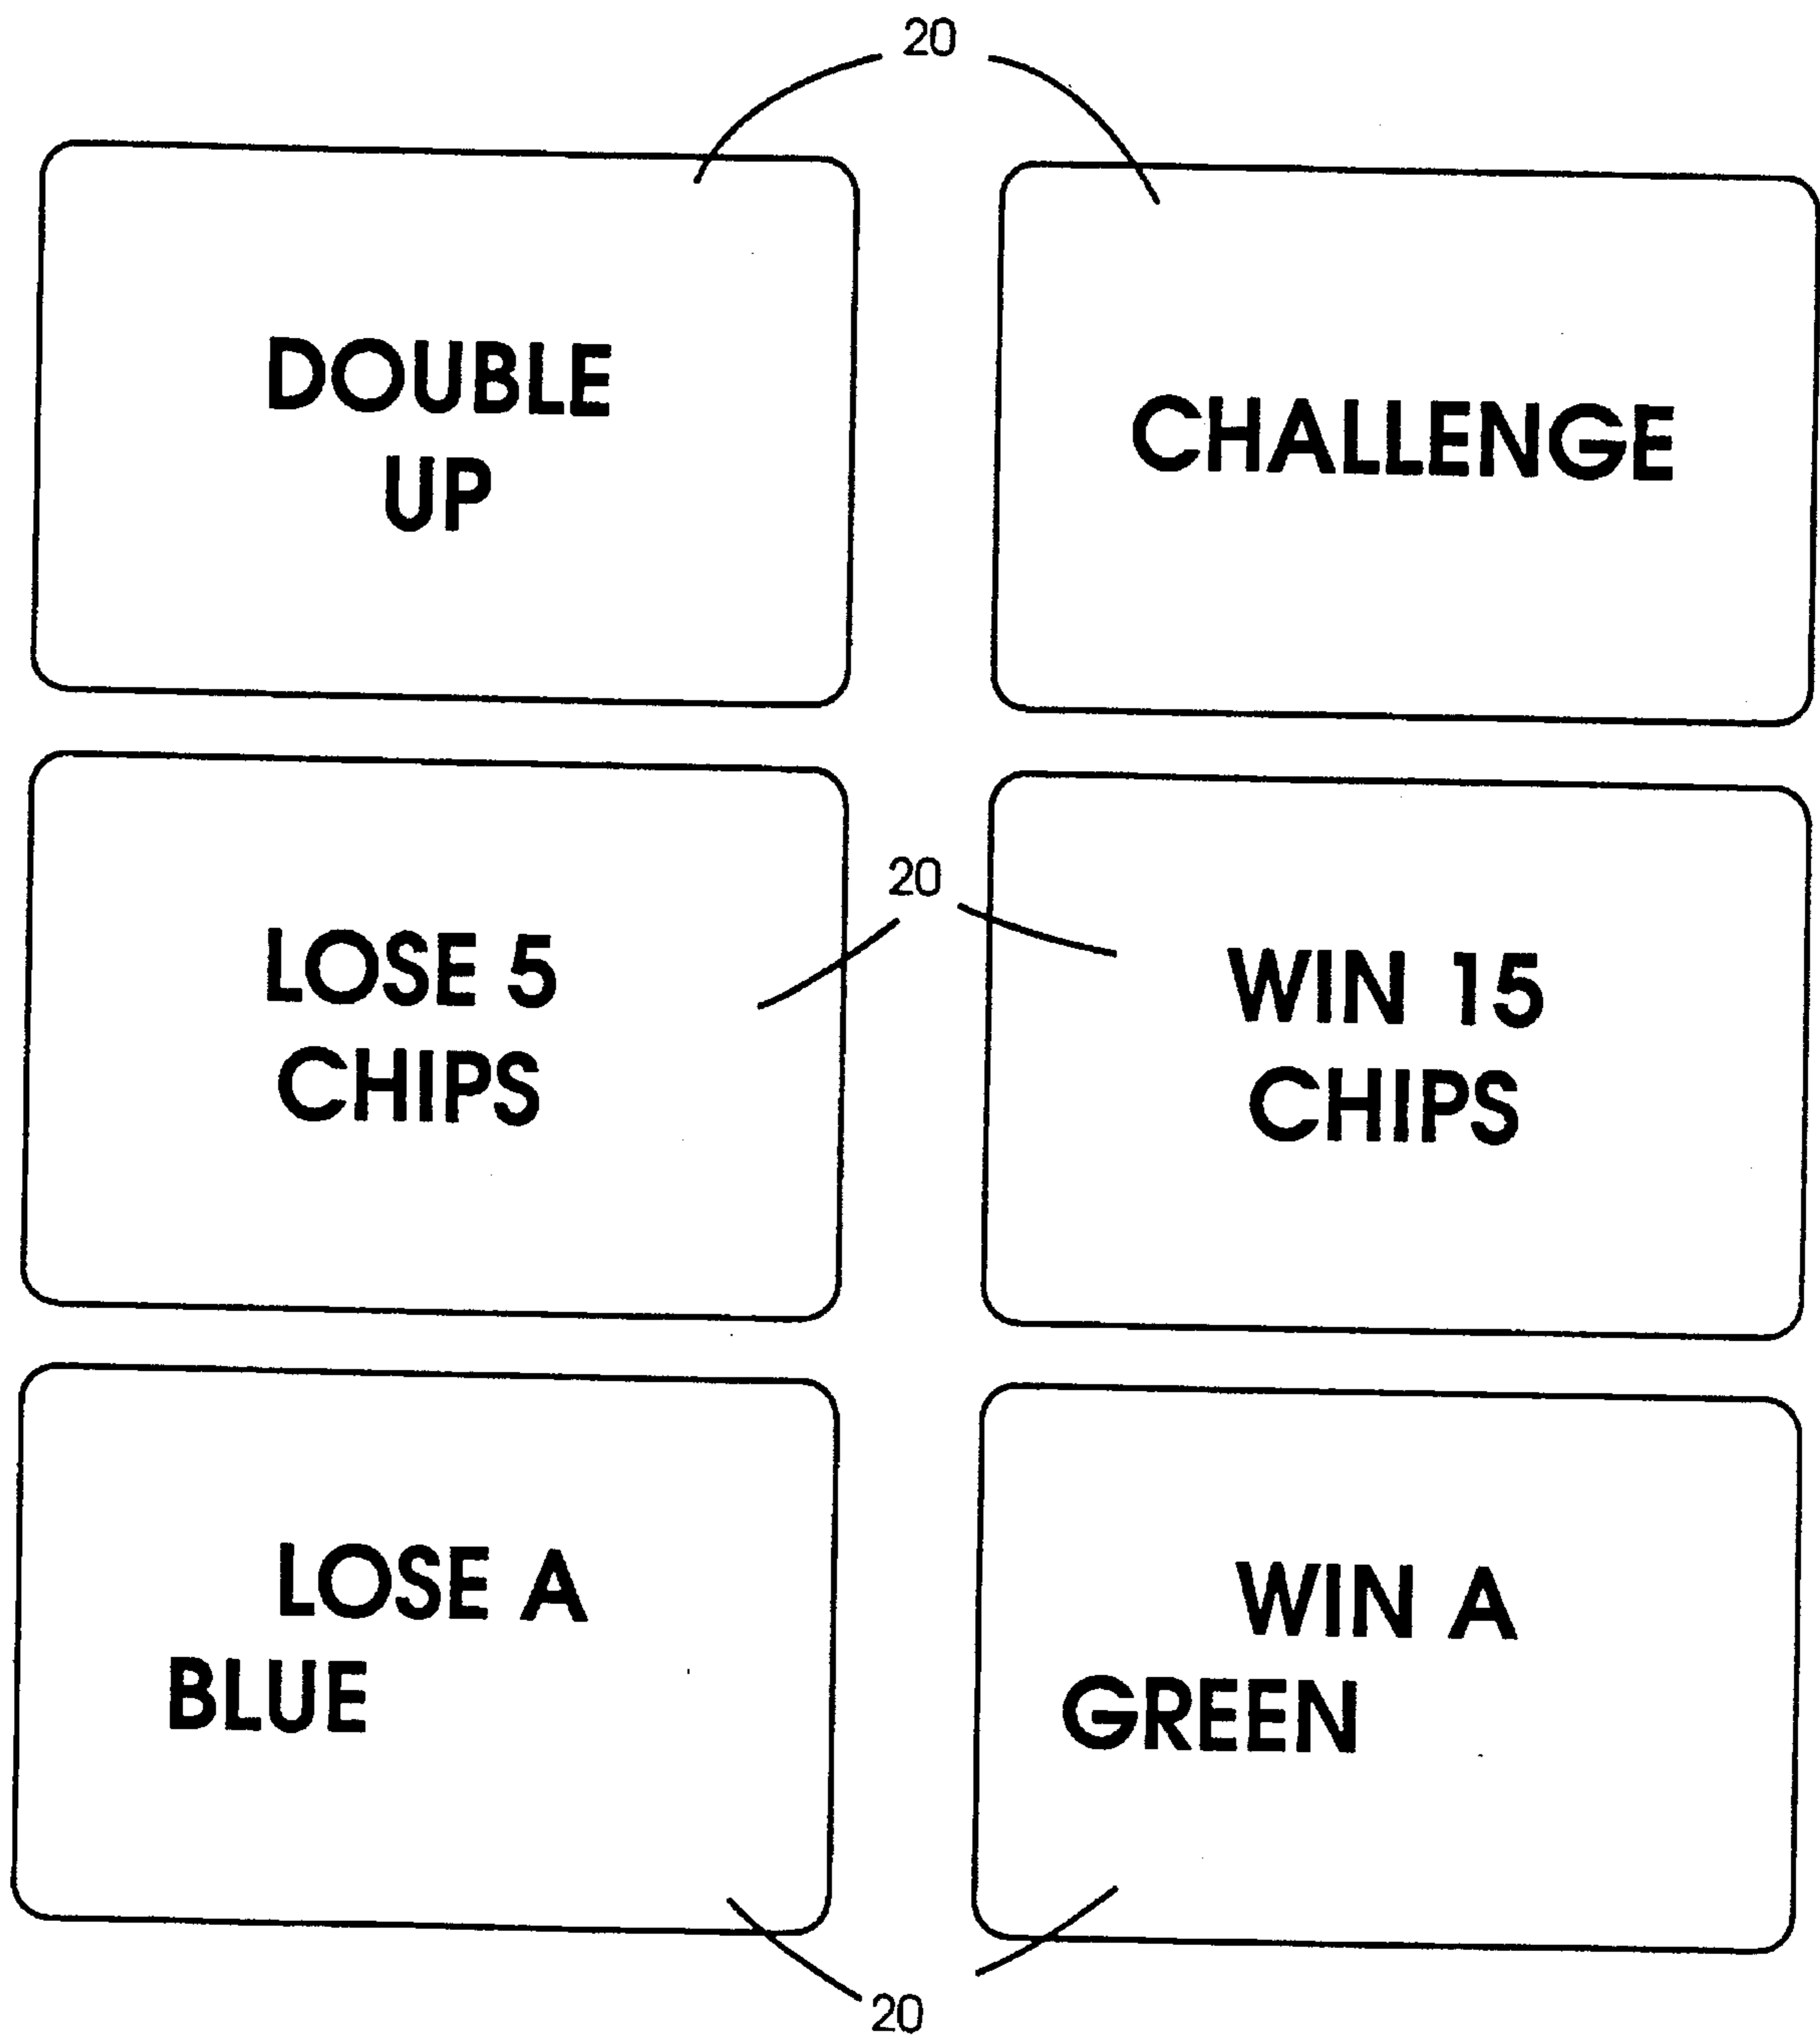 20
DOUBLE
UP
CHALLENGE
20
LOSE 5
CHIPS
WIN 15
CHIPS
LOSE A
BLUE
WIN A
GREEN
20